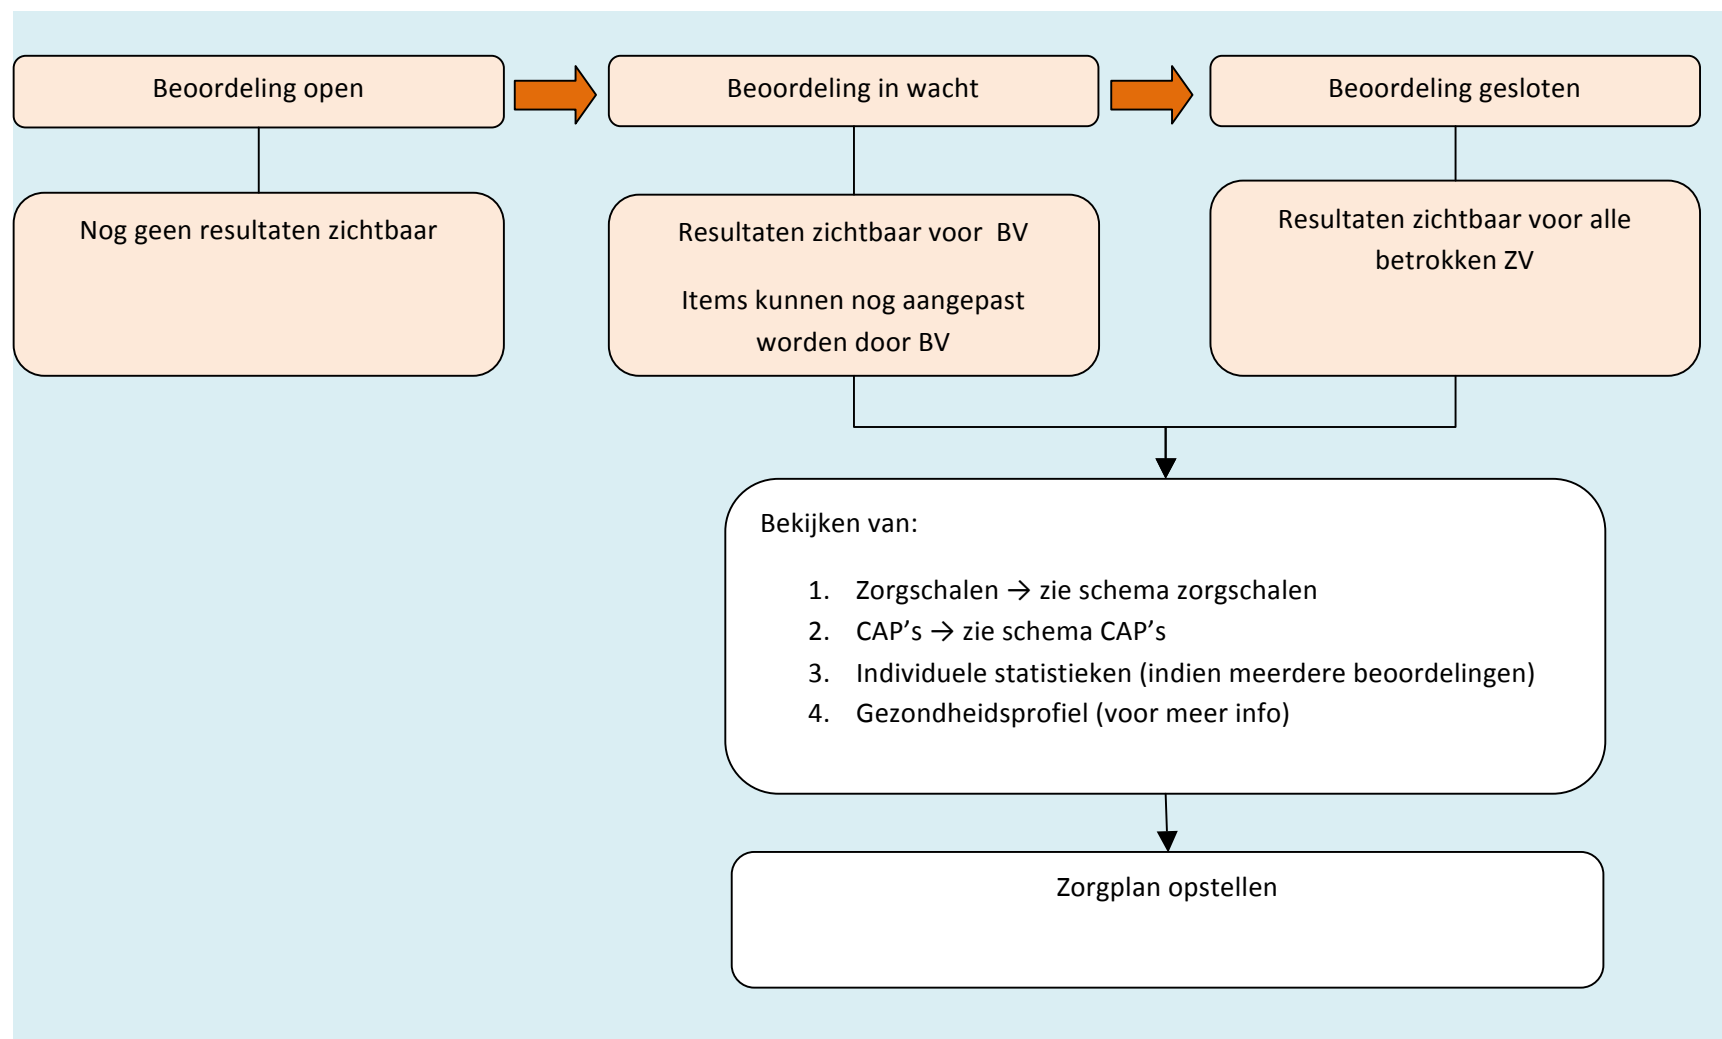 Beoordeling open
Beoordeling in wacht
Beoordeling gesloten
Nog geen resultaten zichtbaar
Resultaten zichtbaar voor BV
Items kunnen nog aangepast
worden door BV
Resultaten zichtbaar voor alle
betrokken ZV
Bekijken van:
1. Zorgschalen → zie schema zorgschalen
2. CAP’s → zie schema CAP’s
3. Individuele statistieken (indien meerdere beoordelingen)
4. Gezondheidsprofiel (voor meer info)
Zorgplan opstellen